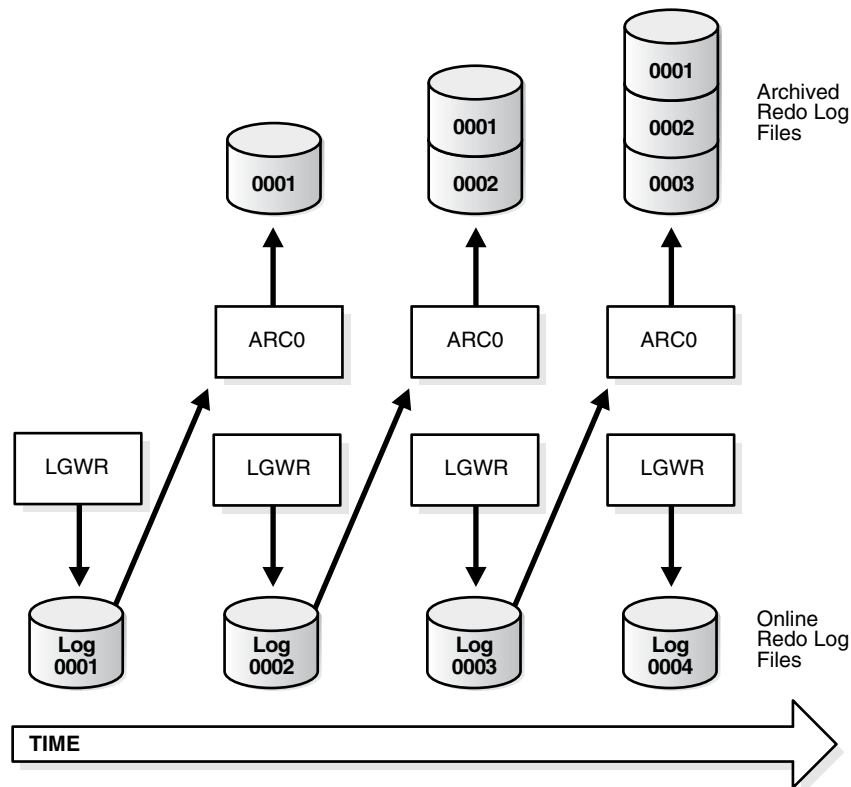 0001
Archived
Redo Log
Files
0001
0002
0001
0002
0003
0001
ARC0
ARC0
ARC0
LGWR
LGWR
LGWR
LGWR
Log
0001
Log
0002
Log
0003
Log
0004
Online
Redo Log
Files
TIME